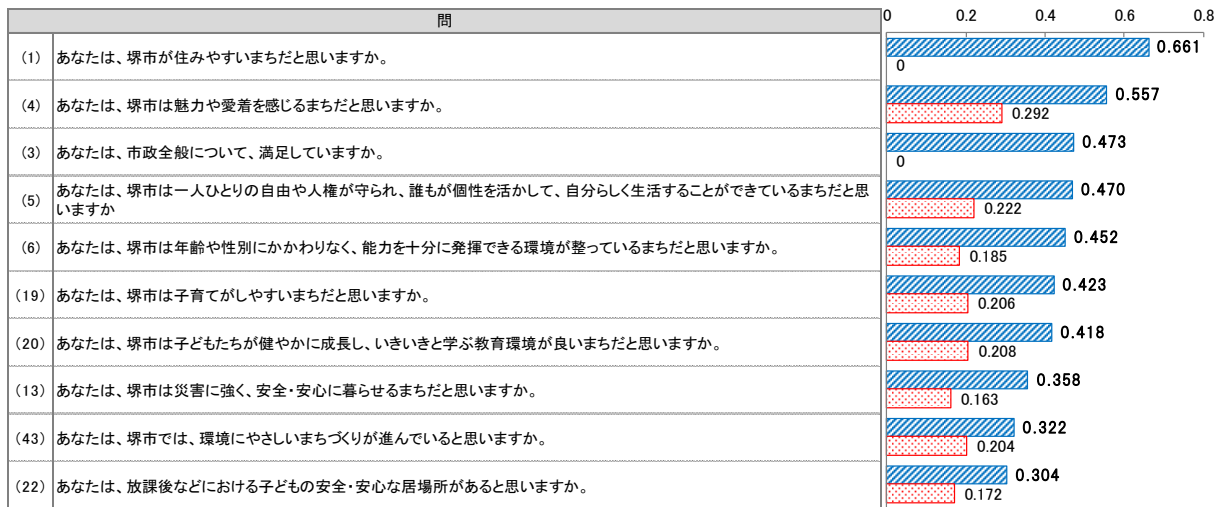 問
0 0.2 0.4 0.6 0.8
(1) あなたは、堺市が住みやすいまちだと思いますか。 0.661
0
(4) あなたは、堺市は魅力や愛着を感じるまちだと思いますか。 0.557
0.292
(3) あなたは、市政全般について、満足していますか。 0.473
0
(5) あなたは、堺市は一人ひとりの自由や人権が守られ、誰もが個性を活かして、自分らしく生活することができているまちだと思
いますか 0.470
0.222
(6) あなたは、堺市は年齢や性別にかかわりなく、能力を十分に発揮できる環境が整っているまちだと思いますか。 0.452
0.185
(19) あなたは、堺市は子育てがしやすいまちだと思いますか。 0.423
0.206
(20) あなたは、堺市は子どもたちが健やかに成長し、いきいきと学ぶ教育環境が良いまちだと思いますか。 0.418
0.208
(13) あなたは、堺市は災害に強く、安全・安心に暮らせるまちだと思いますか。 0.358
0.163
(43) あなたは、堺市では、環境にやさしいまちづくりが進んでいると思いますか。 0.322
0.204
(22) あなたは、放課後などにおける子どもの安全・安心な居場所があると思いますか。 0.304
0.172